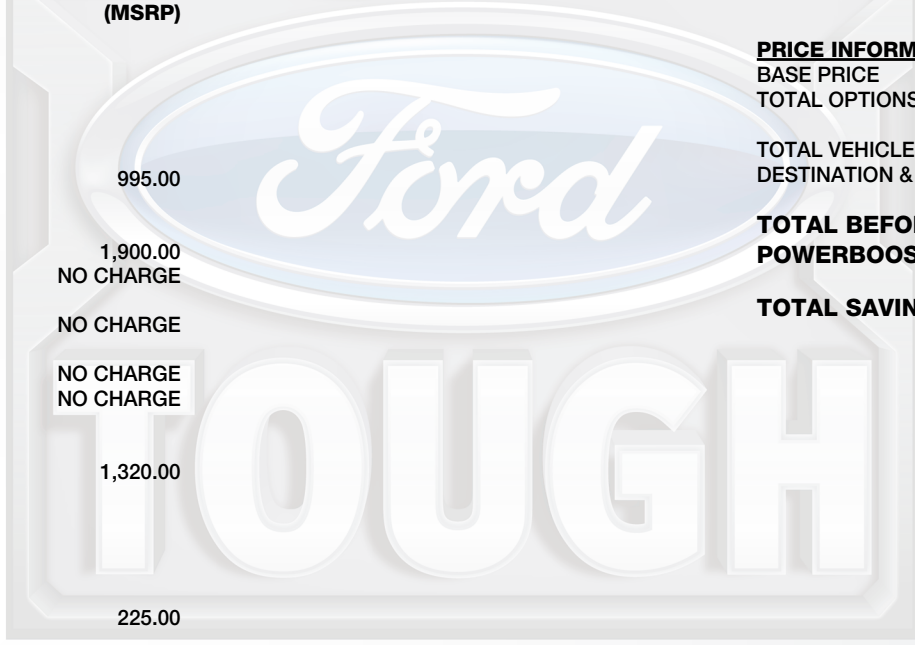 (MSRP)
995.00
1,900.00
NO CHARGE
NO CHARGE
NO CHARGE
NO CHARGE
1,320.00
225.00
PRICE INFORM
BASE PRICE
TOTAL OPTIONS
TOTAL VEHICLE
DESTINATION &
TOTAL BEFO
POWERBOOS
TOTAL SAVIN
Ford
TOUGH